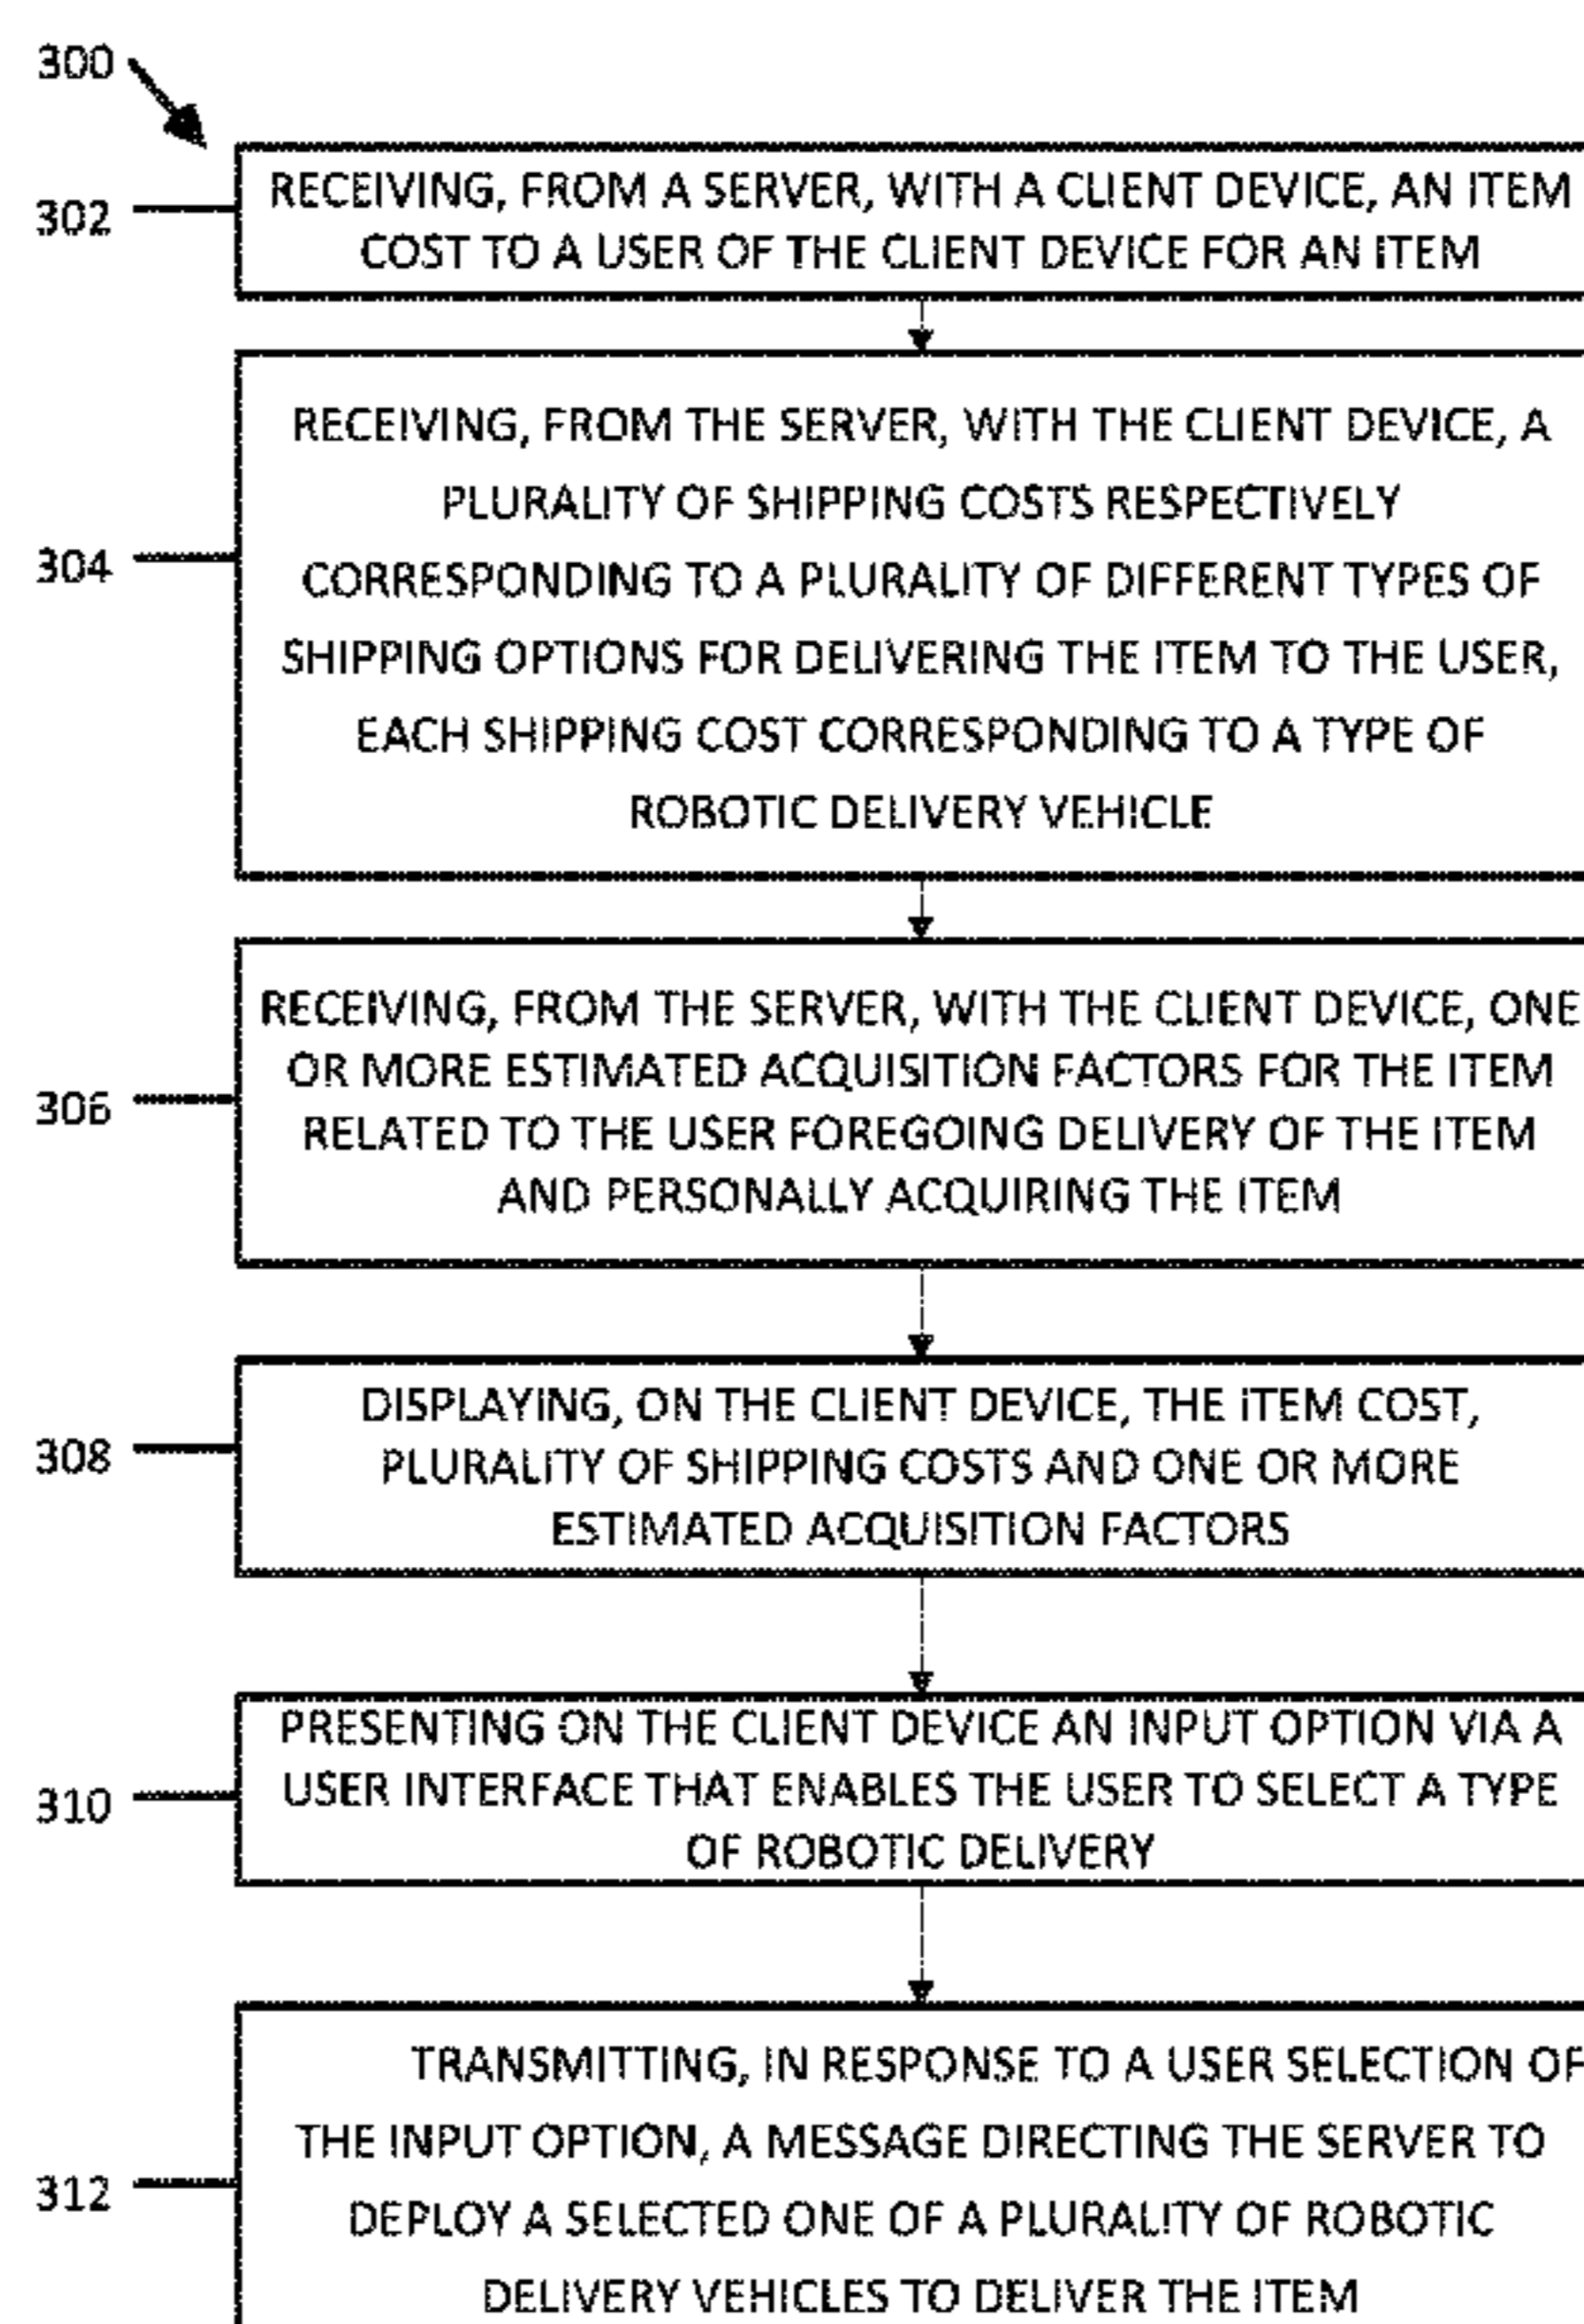 300
302
RECEIVING, FROM A SERVER, WITH A CLIENT DEVICE, AN ITEM
COST TO A USER OF THE CLIENT DEVICE FOR AN ITEM
304
RECEIVING, FROM THE SERVER, WITH THE CLIENT DEVICE, A
PLURALITY OF SHIPPING COSTS RESPECTIVELY
CORRESPONDING TO A PLURALITY OF DIFFERENT TYPES OF
SHIPPING OPTIONS FOR DELIVERING THE ITEM TO THE USER,
EACH SHIPPING COST CORRESPONDING TO A TYPE OF
ROBOTIC DELIVERY VEHICLE
306
RECEIVING, FROM THE SERVER, WITH THE CLIENT DEVICE, ONE
OR MORE ESTIMATED ACQUISITION FACTORS FOR THE ITEM
RELATED TO THE USER FOREGOING DELIVERY OF THE ITEM
AND PERSONALLY ACQUIRING THE ITEM
308
DISPLAYING, ON THE CLIENT DEVICE, THE ITEM COST,
PLURALITY OF SHIPPING COSTS AND ONE OR MORE
ESTIMATED ACQUISITION FACTORS
310
PRESENTING ON THE CLIENT DEVICE AN INPUT OPTION VIA A
USER INTERFACE THAT ENABLES THE USER TO SELECT A TYPE
OF ROBOTIC DELIVERY
312
TRANSMITTING, IN RESPONSE TO A USER SELECTION OF
THE INPUT OPTION, A MESSAGE DIRECTING THE SERVER TO
DEPLOY A SELECTED ONE OF A PLURALITY OF ROBOTIC
DELIVERY VEHICLES TO DELIVER THE ITEM